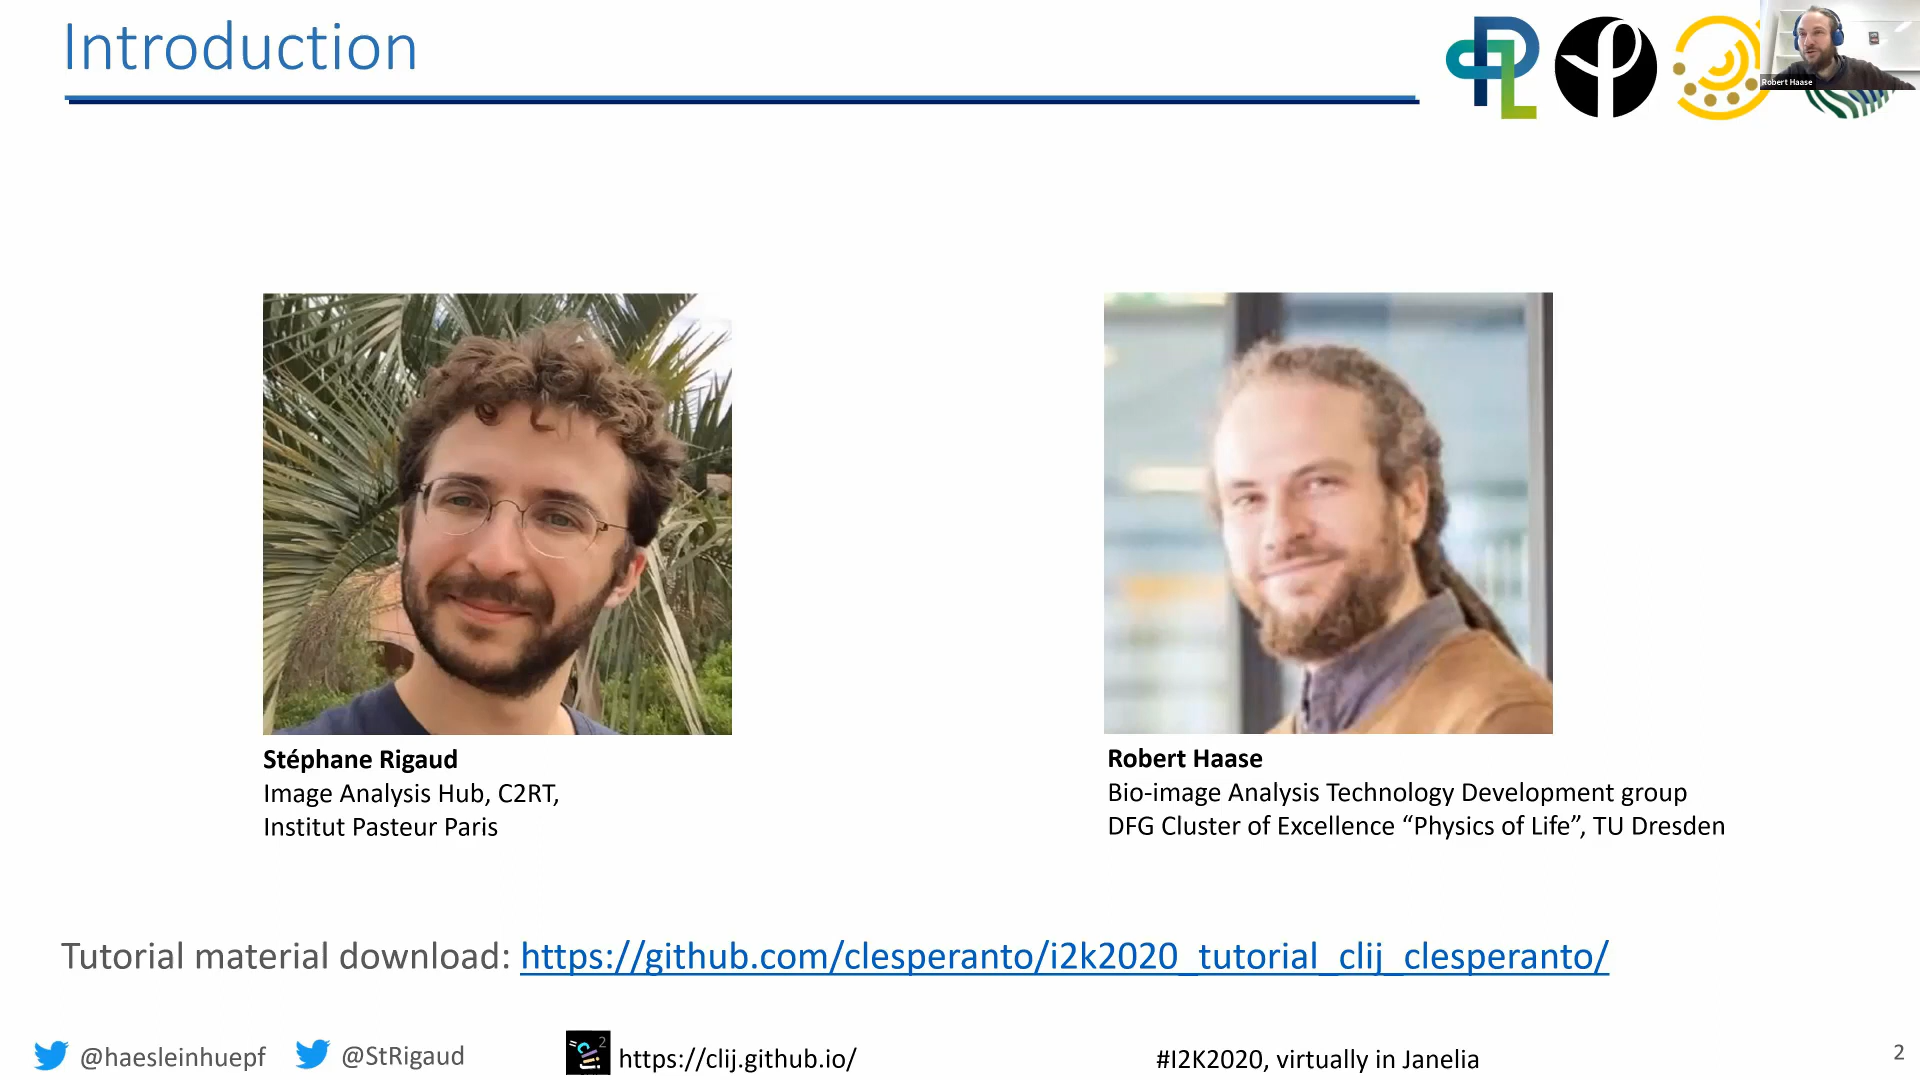 Introduction
Robert Haase
Stéphane Rigaud
Image Analysis Hub, C2RT,
Institut Pasteur Paris
Robert Haase
Bio-image Analysis Technology Development group
DFG Cluster of Excellence “Physics of Life”, TU Dresden
Tutorial material download: https://github.com/clesperanto/i2k2020_tutorial_clij_clesperanto/
@haesleinhuepf
@StRigaud
https://clij.github.io/
#I2K2020, virtually in Janelia
2